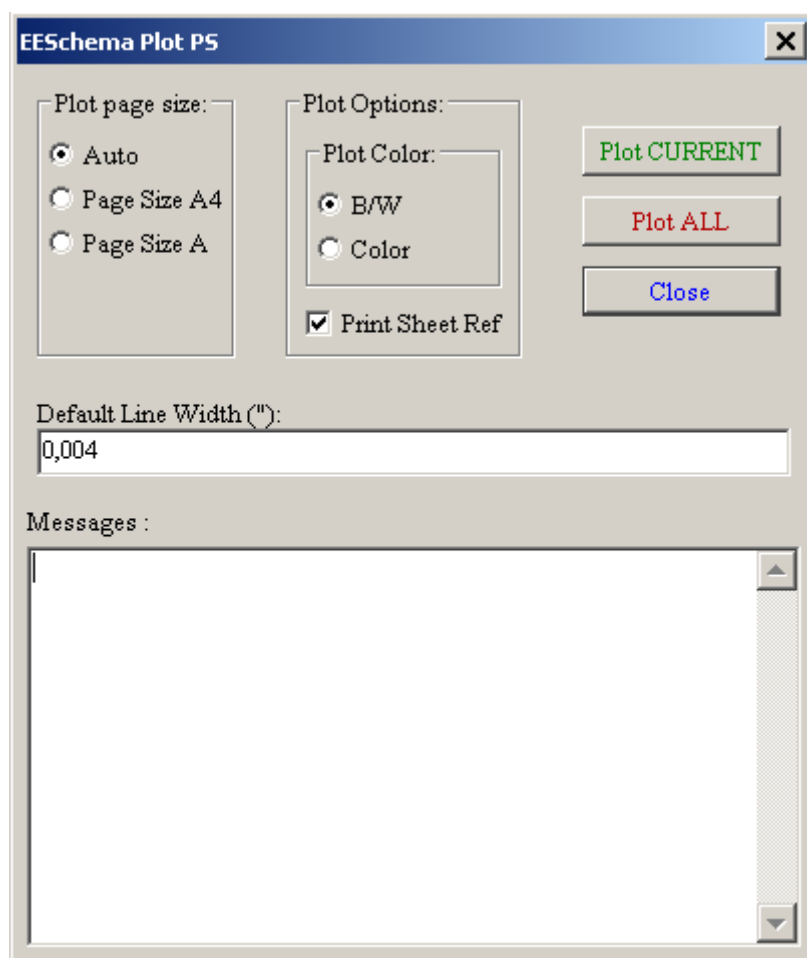 EESchema Plot PS
Plot page size:
Auto
Page Size A4
Page Size A
Plot Options:
Plot Color:
B/W
Color
Print Sheet Ref
Plot CURRENT
Plot ALL
Close
Default Line Width ("):
0,004
Messages :